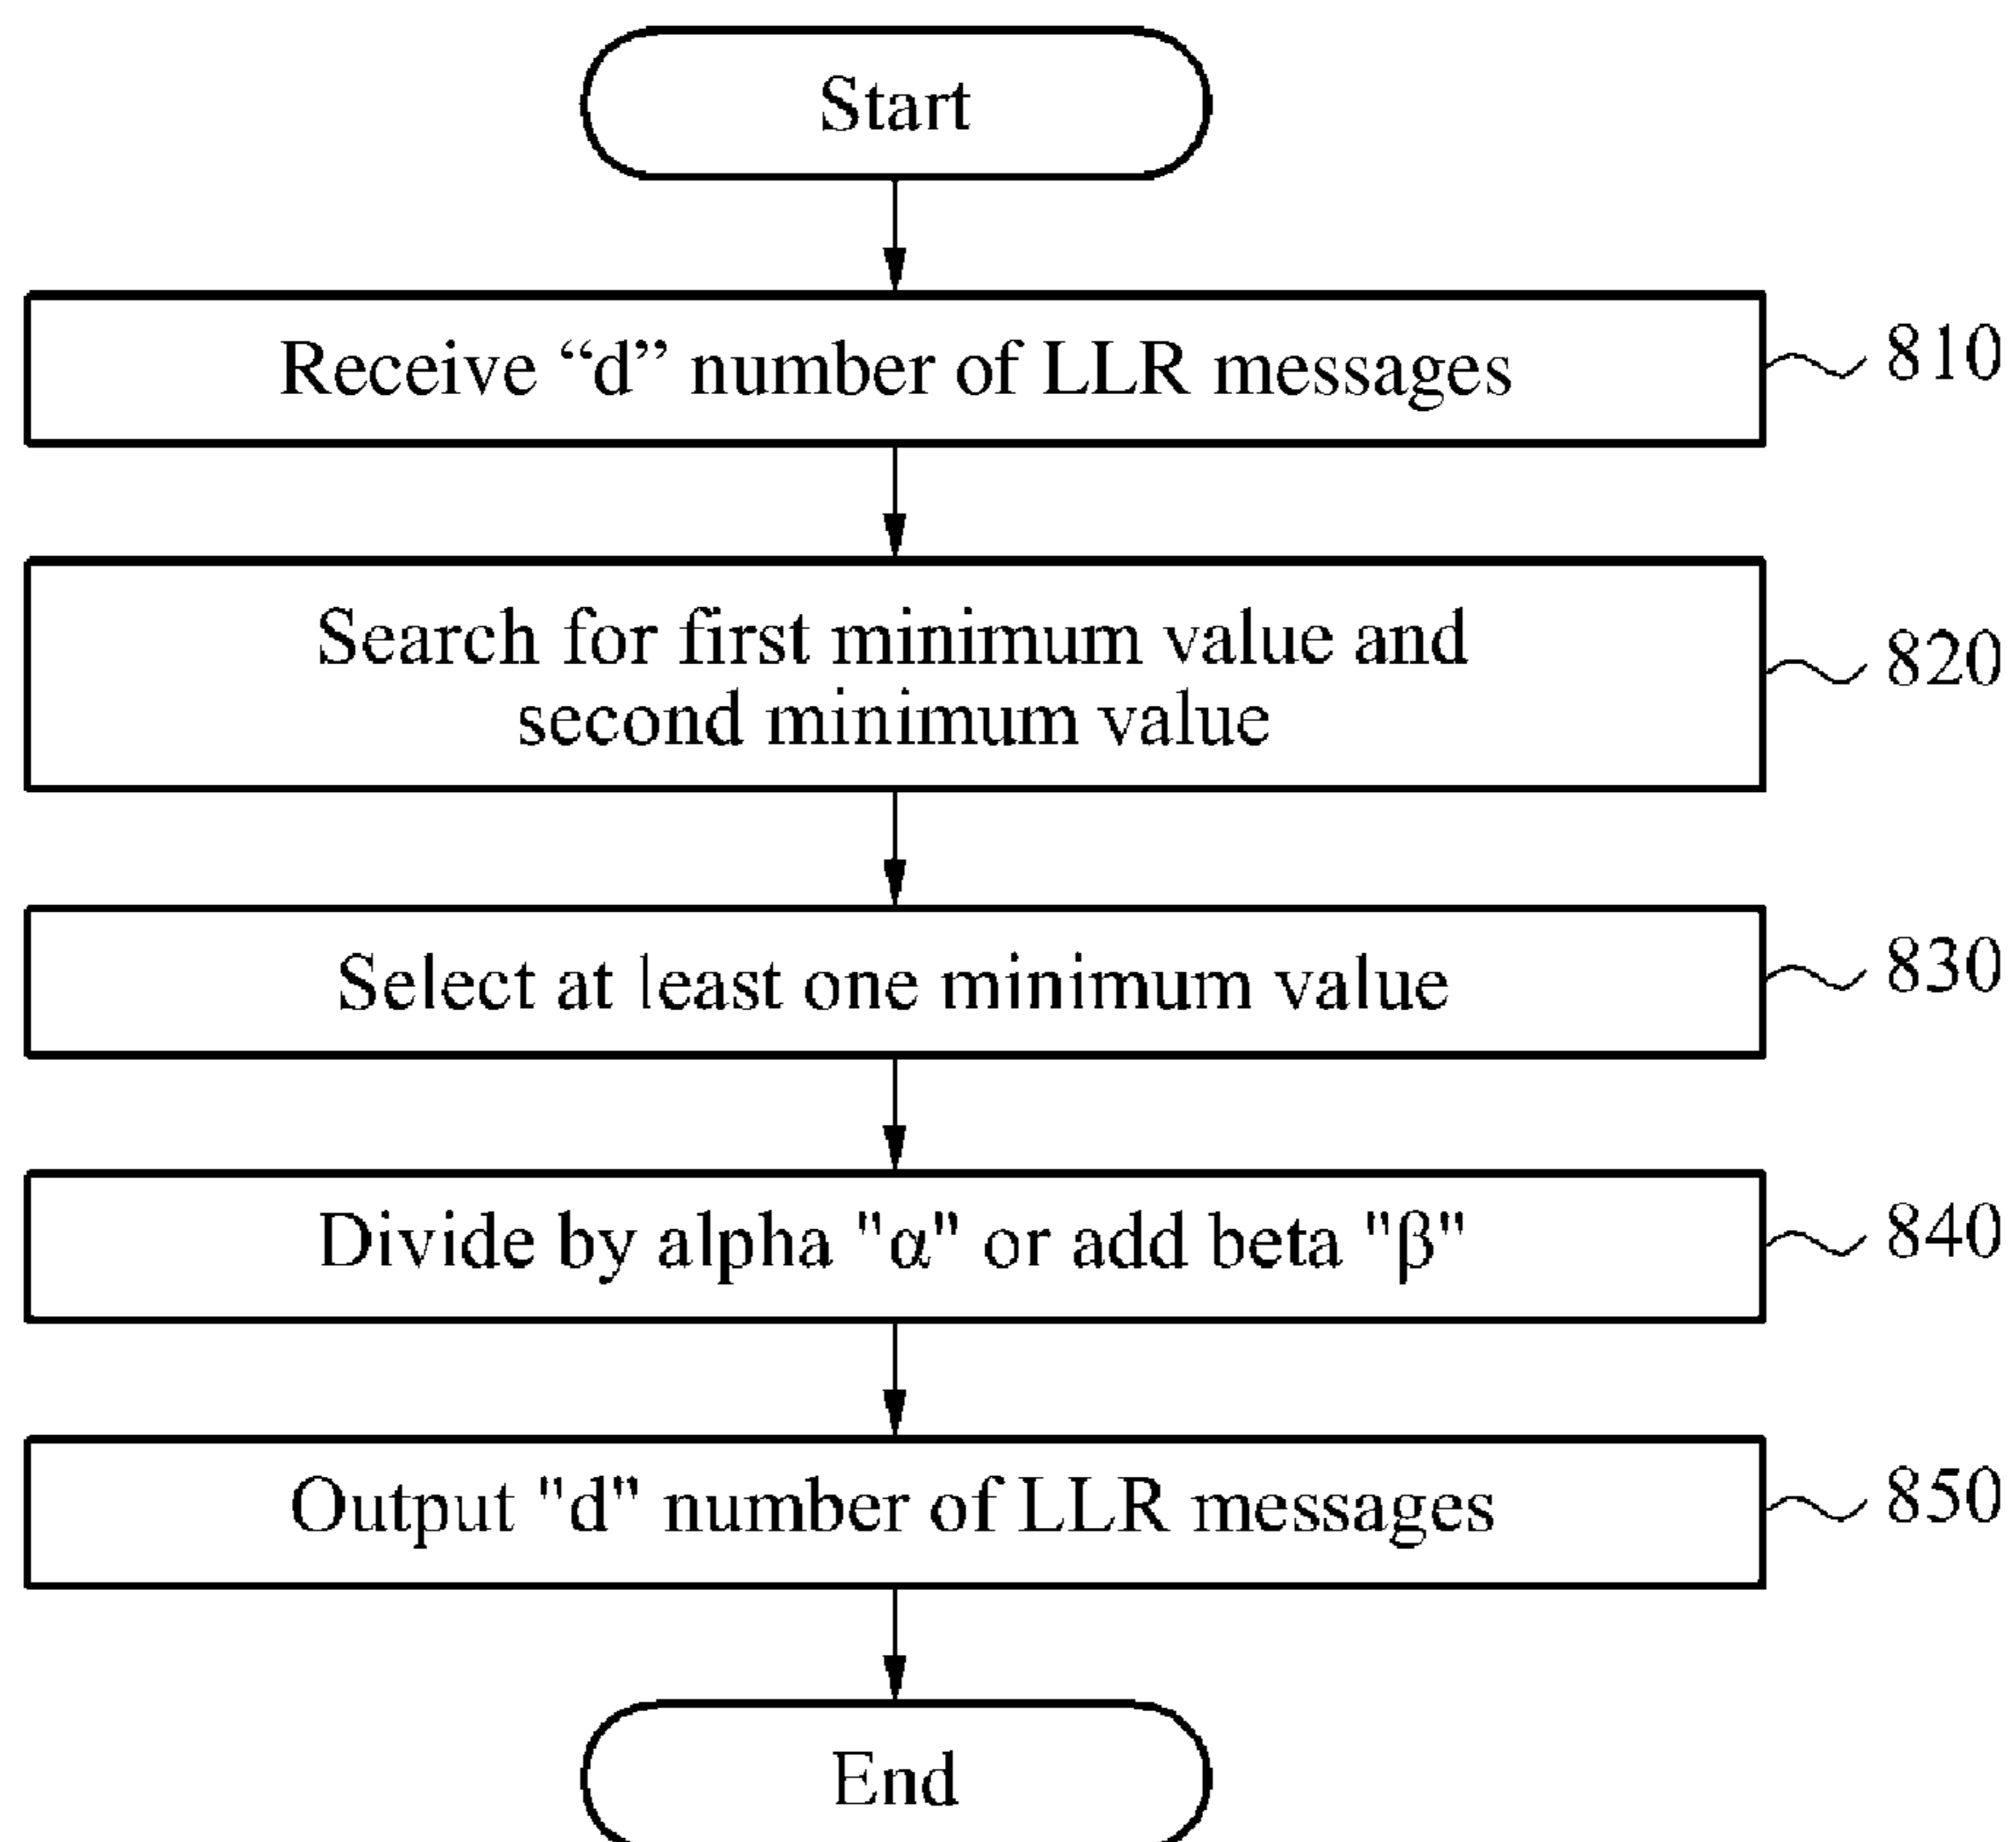 Start
Receive “d” number of LLR messages
810
Search for first minimum value and
second minimum value
820
Select at least one minimum value
830
Divide by alpha "α" or add beta "β"
840
Output "d" number of LLR messages
850
End